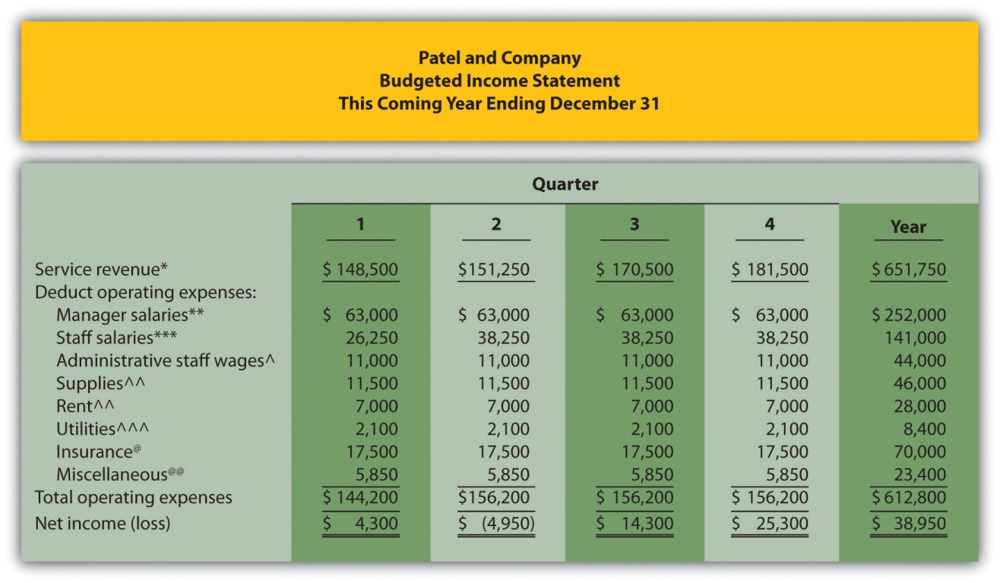 Patel and Company
Budgeted Income Statement
This Coming Year Ending December 31
Quarter
1 2 3 4 Year
Service revenue* $ 148,500 $151,250 $ 170,500 $ 181,500 $ 651,750
Deduct operating expenses:
Manager salaries** $ 63,000 $ 63,000 $ 63,000 $ 63,000 $ 252,000
Staff salaries*** 26,250 38,250 38,250 38,250 141,000
Administrative staff wages^ 11,000 11,000 11,000 11,000 44,000
Supplies^^ 11,500 11,500 11,500 11,500 46,000
Rent^^ 7,000 7,000 7,000 7,000 28,000
Utilities^^^ 2,100 2,100 2,100 2,100 8,400
Insurance@ 17,500 17,500 17,500 17,500 70,000
Miscellaneous@@ 5,850 5,850 5,850 5,850 23,400
Total operating expenses $ 144,200 $156,200 $ 156,200 $ 156,200 $ 612,800
Net income (loss) $ 4,300 $ (4,950) $ 14,300 $ 25,300 $ 38,950